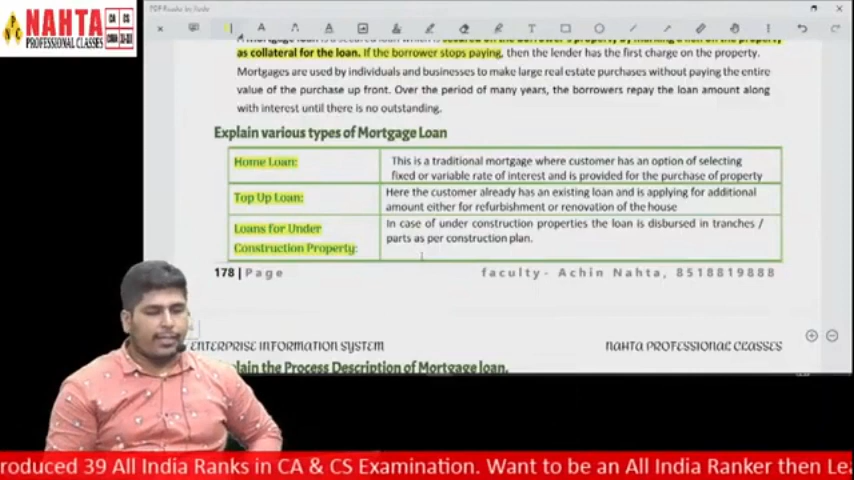 NAHTA
PROFESSIONAL CLASSES
CA CS
PDF Reader by Xodo
as collateral for the loan. If the borrower stops paying, then the lender has the first charge on the property.
Mortgages are used by individuals and businesses to make large real estate purchases without paying the entire
value of the purchase up front. Over the period of many years, the borrowers repay the loan amount along
with interest until there is no outstanding.
Explain various types of Mortgage Loan
Home Loan:
This is a traditional mortgage where customer has an option of selecting
fixed or variable rate of interest and is provided for the purchase of property
Top Up Loan:
Here the customer already has an existing loan and is applying for additional
amount either for refurbishment or renovation of the house
Loans for Under
Construction Property:
In case of under construction properties the loan is disbursed in tranches /
parts as per construction plan.
178 | Page
faculty- Achin Nahta, 8518819888
ENTERPRISE INFORMATION SYSTEM
NAHTA PROFESSIONAL CLASSES
lain the Process Description of Mortgage loan.
roduced 39 All India Ranks in CA & CS Examination. Want to be an All India Ranker then Le